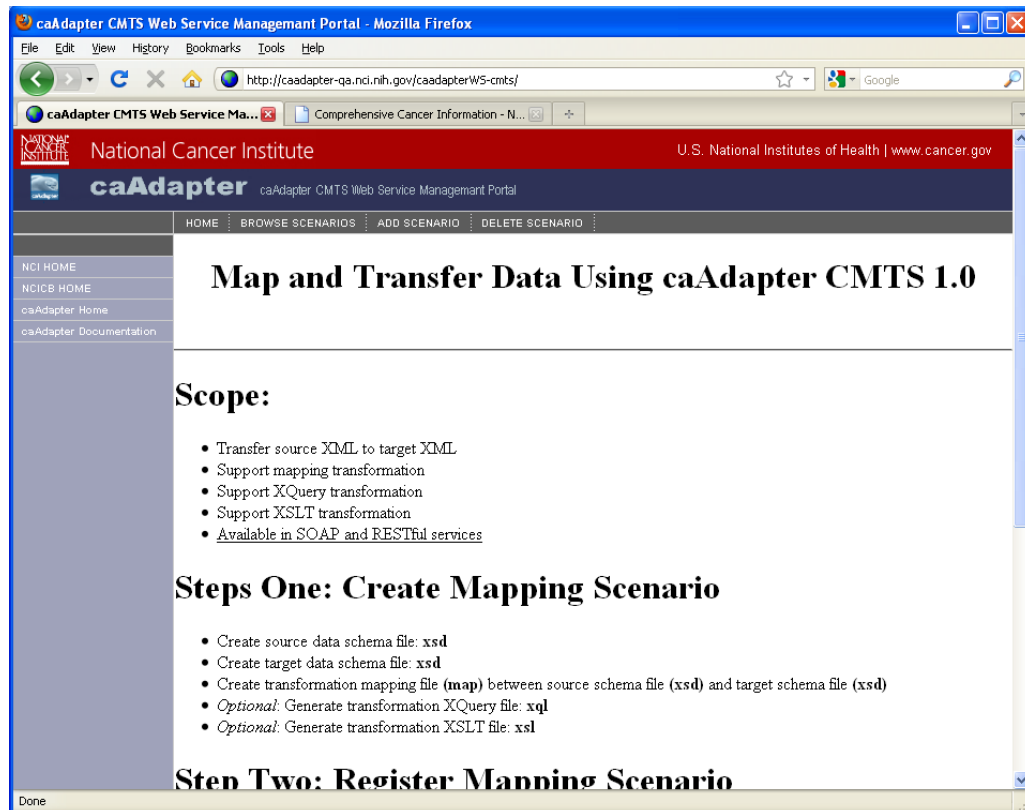 caAdapter CMTS Web Service Managemant Portal - Mozilla Firefox
File Edit View History Bookmarks Tools Help
http://caadapter-qa.nci.nih.gov/caadapterWS-cmts/
Google
caAdapter CMTS Web Service Ma...
Comprehensive Cancer Information - N...
NATIONAL CANCER INSTITUTE
National Cancer Institute
U.S. National Institutes of Health | www.cancer.gov
caAdapter caAdapter CMTS Web Service Management Portal
HOME BROWSE SCENARIOS ADD SCENARIO DELETE SCENARIO
NCI HOME
NCICB HOME
caAdapter Home
caAdapter Documentation
Map and Transfer Data Using caAdapter CMTS 1.0
Scope:
• Transfer source XML to target XML
• Support mapping transformation
• Support XQuery transformation
• Support XSLT transformation
• Available in SOAP and RESTful services
Steps One: Create Mapping Scenario
• Create source data schema file: xsd
• Create target data schema file: xsd
• Create transformation mapping file (map) between source schema file (xsd) and target schema file (xsd)
• Optional: Generate transformation XQuery file: xql
• Optional: Generate transformation XSLT file: xsl
Step Two: Register Mapping Scenario
Done